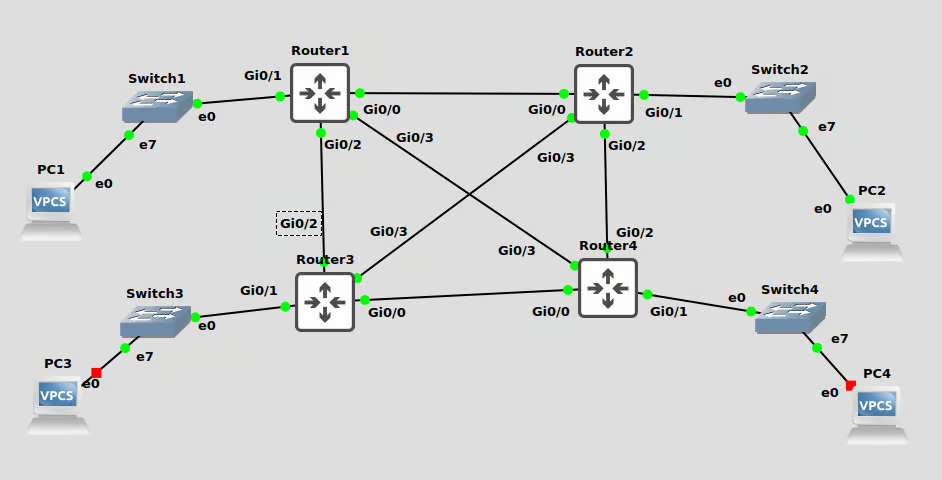 Router1
Router2
Switch1
Gi0/1
Switch2
e0
Gi0/0
Gi0/0
Gi0/1
e0
e7
Gi0/2
Gi0/3
Gi0/2
e7
Gi0/3
PC1
e0
VPCS
PC2
e0
VPCS
Gi0/2
Gi0/3
Gi0/2
Router4
Gi0/3
Router3
Switch3
Gi0/1
Switch4
e0
Gi0/0
Gi0/0
Gi0/1
e0
e7
e7
PC3
e0
VPCS
PC4
e0
VPCS